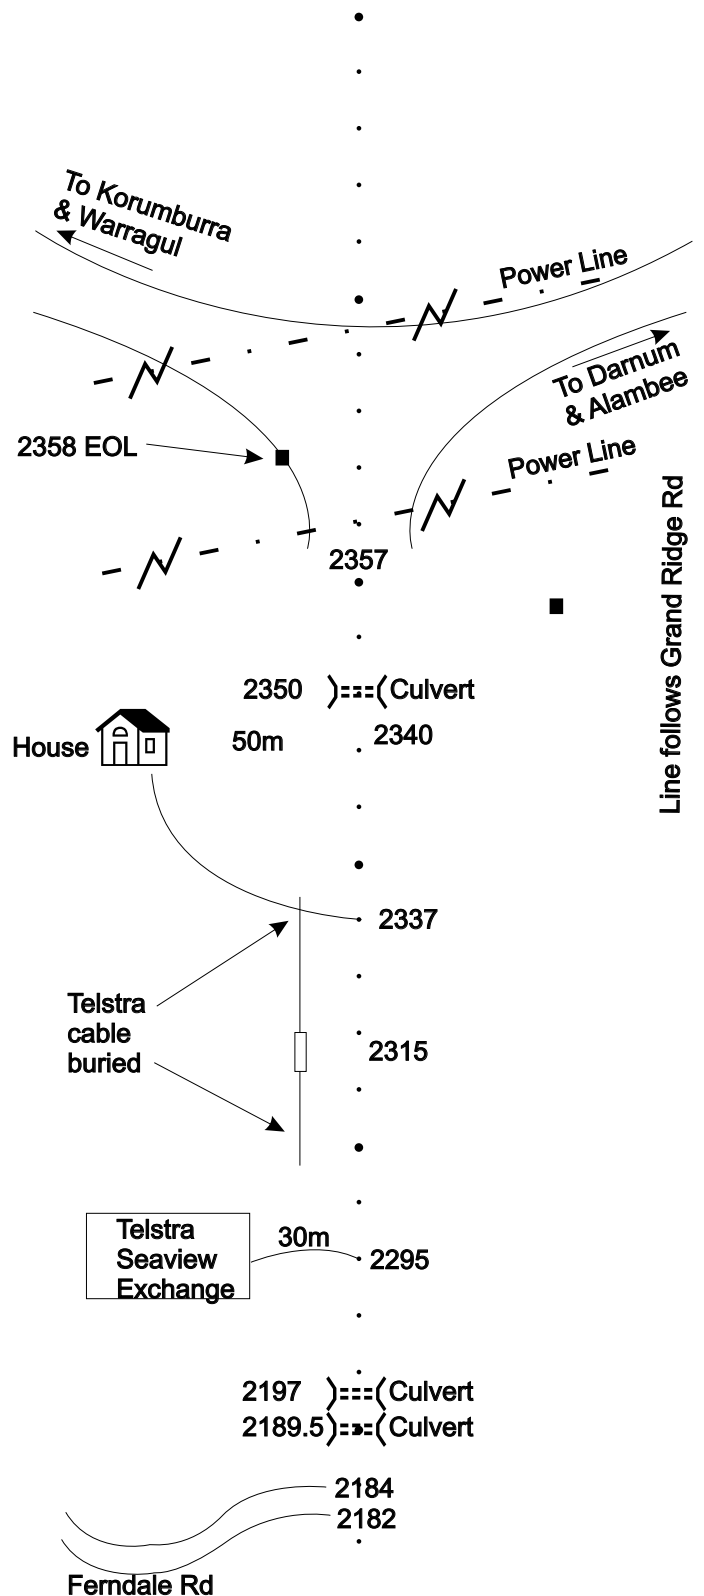 To Korumburra
& Warragul
Power Line
To Darnum
& Alambee
2358 EOL
Power Line
2357
Line follows Grand Ridge Rd
2350
Culvert
House
50m
2340
2337
Telstra
cable
buried
2315
Telstra
Seaview
Exchange
30m
2295
2197
Culvert
2189.5
Culvert
2184
2182
Ferndale Rd